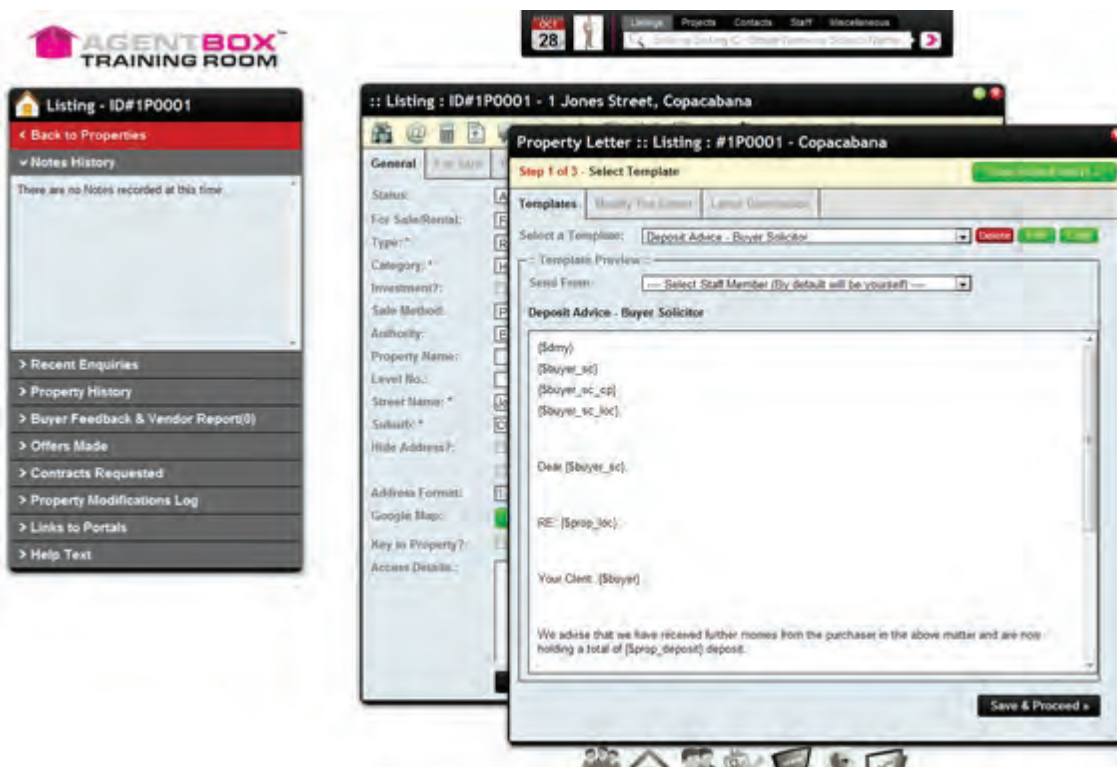 AGENTBOX™
TRAINING ROOM
OCT
28
Listings Projects Contacts Staff Miscellaneous
Listing - ID#1P0001
< Back to Properties
Notes History
There are no Notes recorded at this time
> Recent Enquiries
> Property History
> Buyer Feedback & Vendor Report(0)
> Offers Made
> Contracts Requested
> Property Modifications Log
> Links to Portals
> Help Text
:: Listing : ID#1P0001 - 1 Jones Street, Copacabana
General For Sale
Status:
For Sale/Rental:
Type: *
Category: *
Investment?:
Sale Method:
Authority:
Property Name:
Level No.:
Street Name: *
Suburb: *
Hide Address?:
Address Format:
Google Map:
Key to Property?:
Access Details.:
Property Letter :: Listing : #1P0001 - Copacabana
Step 1 of 3 - Select Template
Templates Modify The Letter Letter Destination
Select a Template: Deposit Advice - Buyer Solicitor Delete Edit
:: Template Preview ::
Send From: --- Select Staff Member (By default will be yourself) ---
Deposit Advice - Buyer Solicitor
{$dmy}
{$buyer_sc}
{$buyer_sc_cp}
{$buyer_sc_loc}
Dear {$buyer_sc},
RE: {$prop_loc}
Your Client: {$buyer}
We advise that we have received further monies from the purchaser in the above matter and are now
holding a total of {$prop_deposit} deposit.
Save & Proceed »